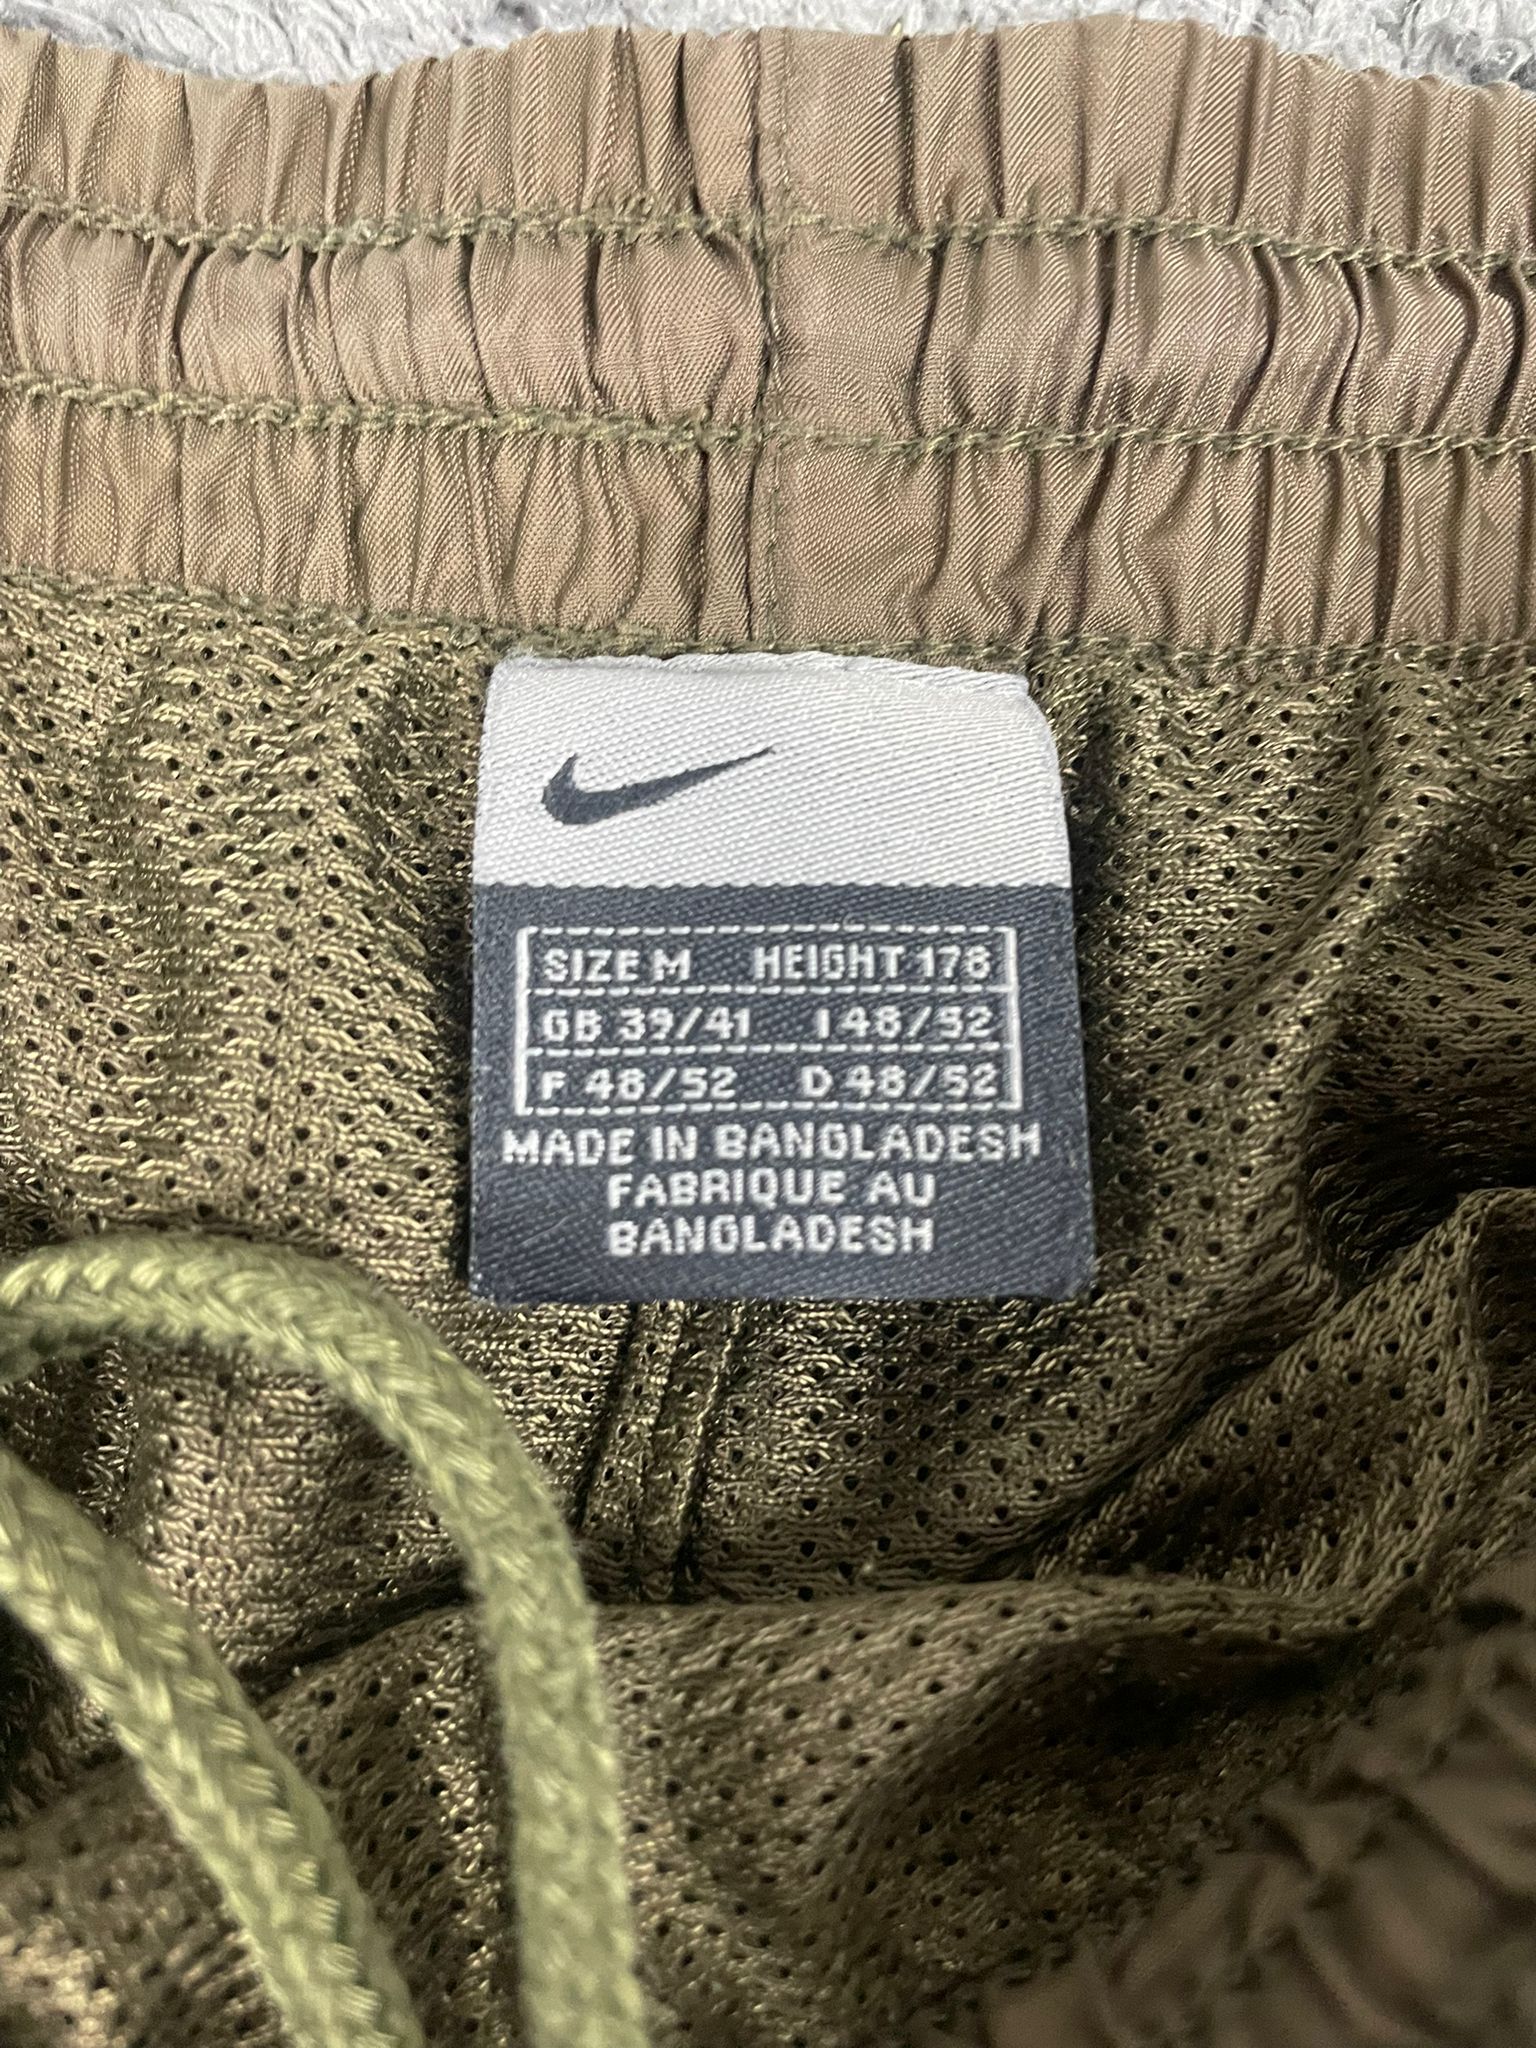 SIZE M HEIGHT 178
GB 39/41 I 48/52
F 48/52 D 48/52
MADE IN BANGLADESH
FABRIQUE AU
BANGLADESH